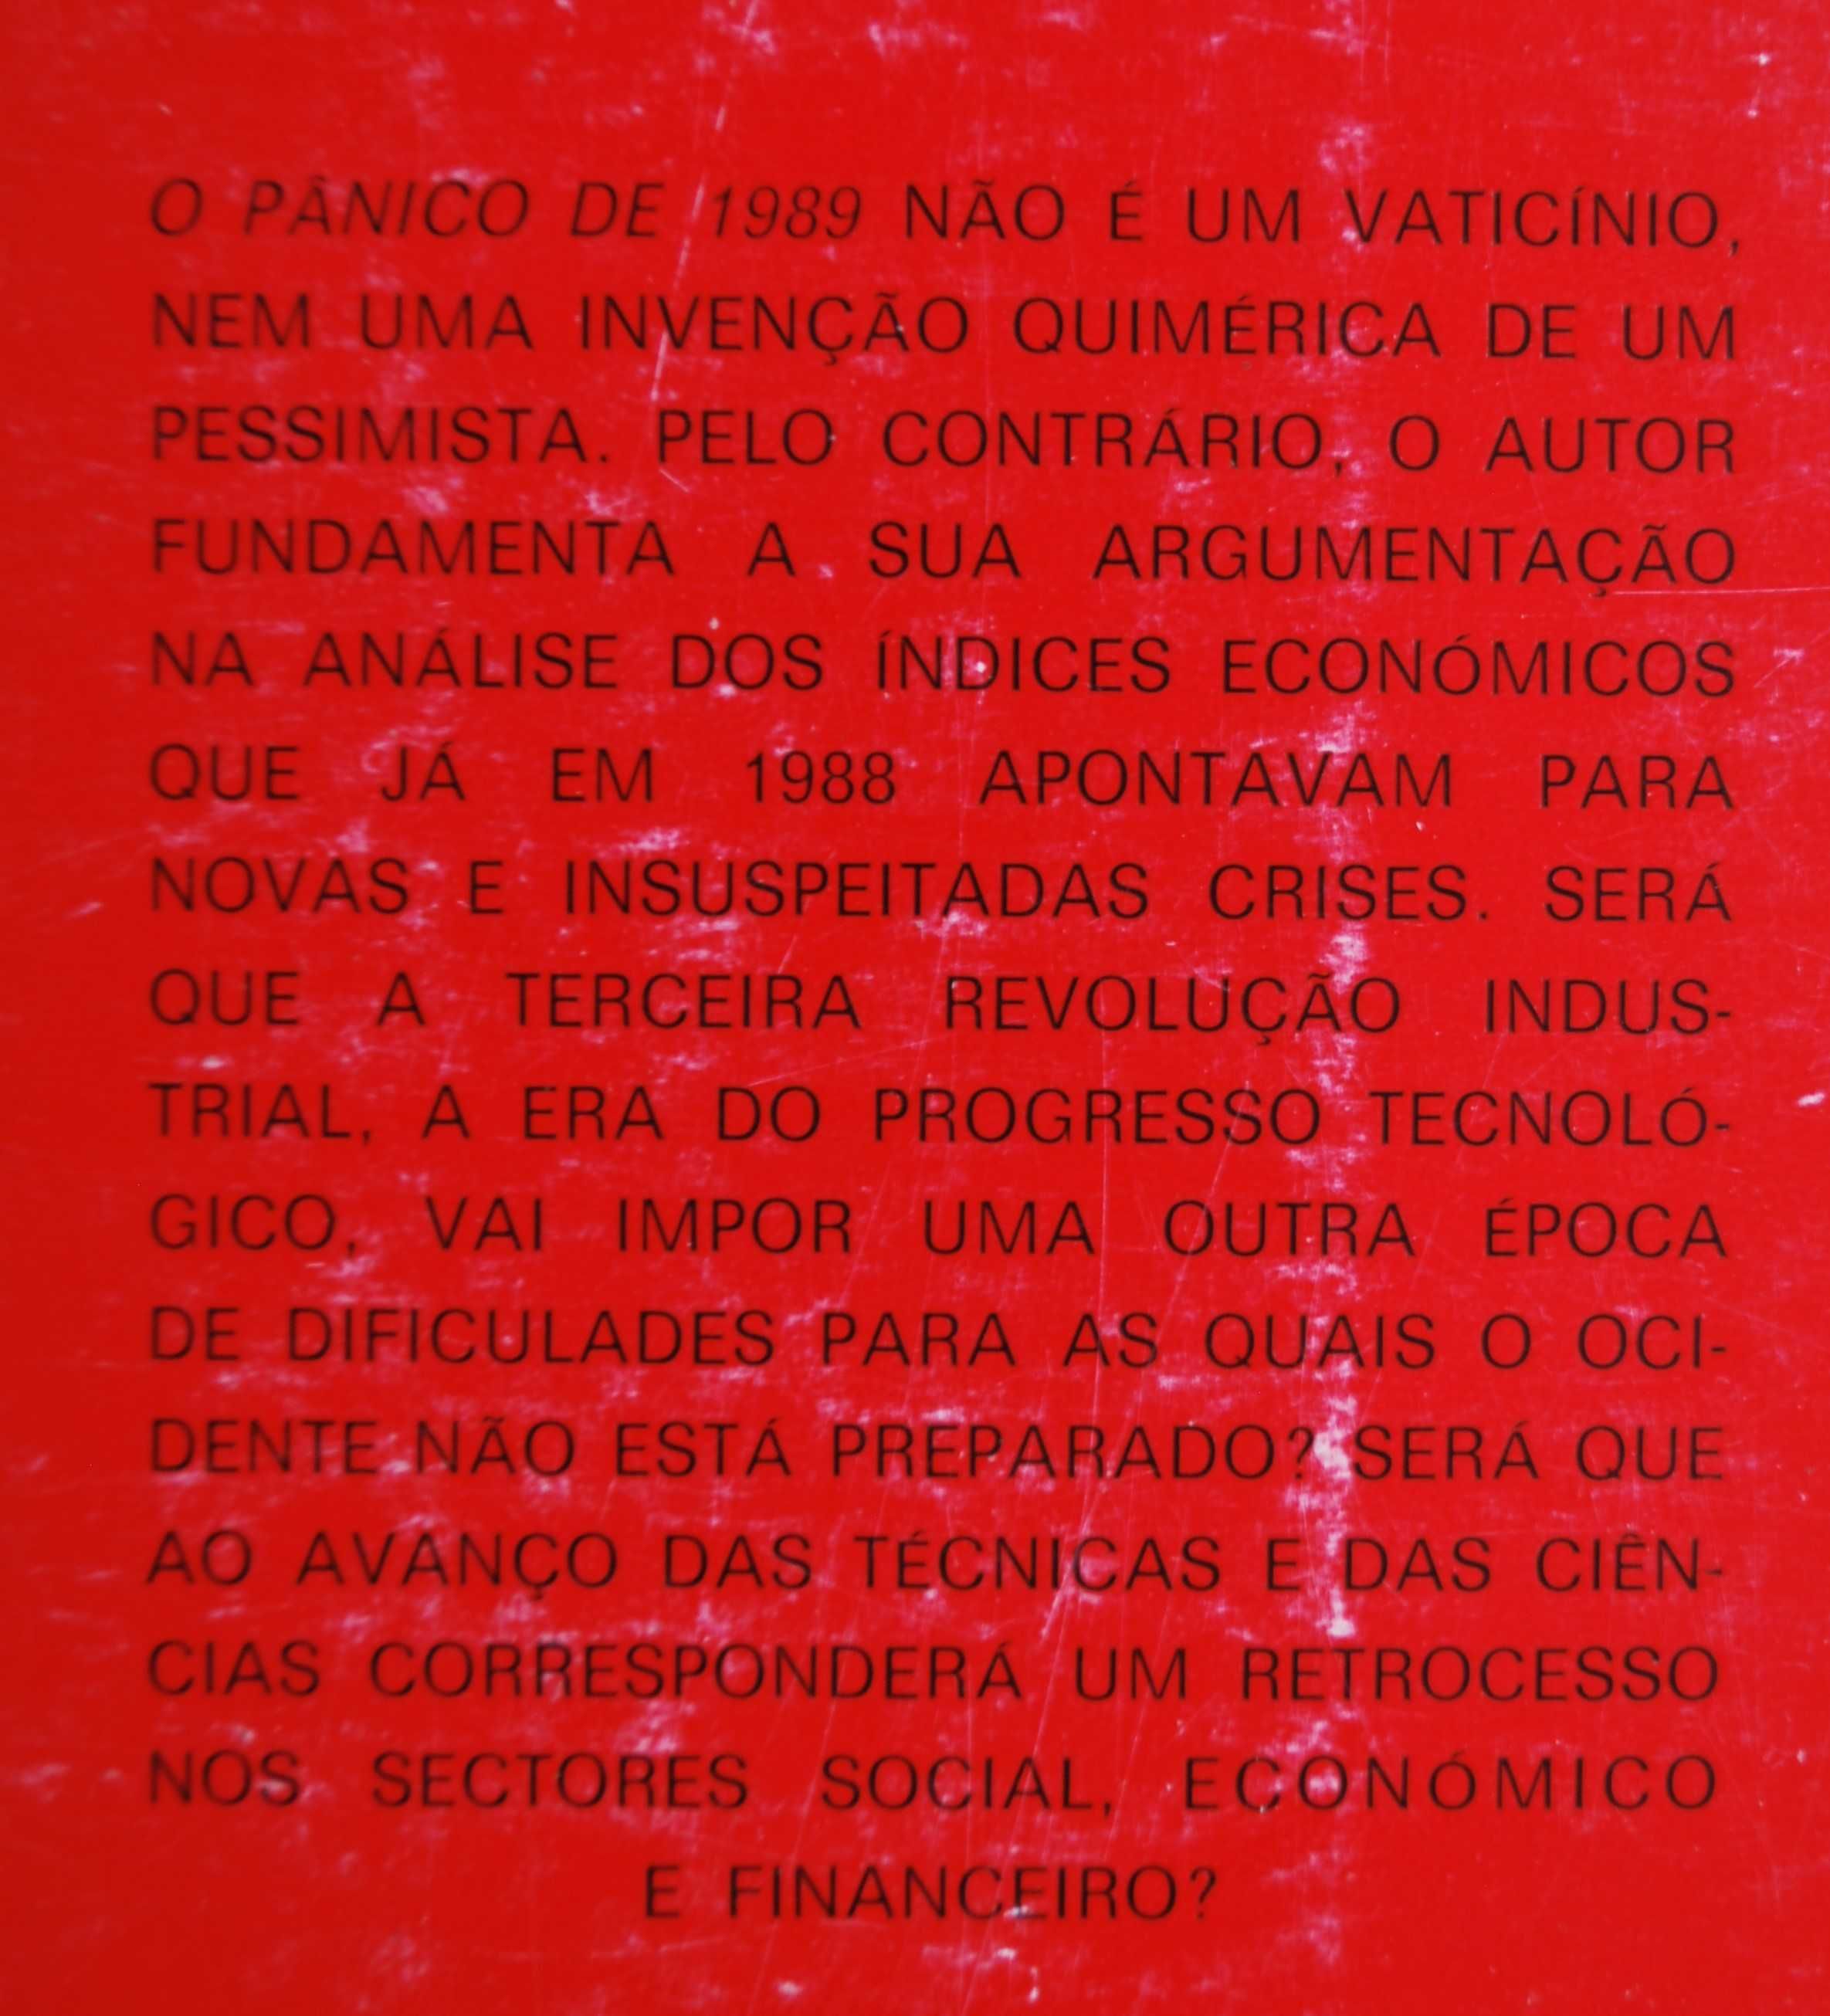 O PÂNICO DE 1989 NÃO É UM VATICÍNIO,
NEM UMA INVENÇÃO QUIMÉRICA DE UM
PESSIMISTA. PELO CONTRÁRIO, O AUTOR
FUNDAMENTA A SUA ARGUMENTAÇÃO
NA ANÁLISE DOS ÍNDICES ECONÓMICOS
QUE JÁ EM 1988 APONTAVAM PARA
NOVAS E INSUSPEITADAS CRISES. SERÁ
QUE A TERCEIRA REVOLUÇÃO INDUS-
TRIAL, A ERA DO PROGRESSO TECNOLÓ-
GICO, VAI IMPOR UMA OUTRA ÉPOCA
DE DIFICULADES PARA AS QUAIS O OCI-
DENTE NÃO ESTÁ PREPARADO? SERÁ QUE
AO AVANÇO DAS TÉCNICAS E DAS CIÊN-
CIAS CORRESPONDERÁ UM RETROCESSO
NOS SECTORES SOCIAL, ECONÓMICO
E FINANCEIRO?